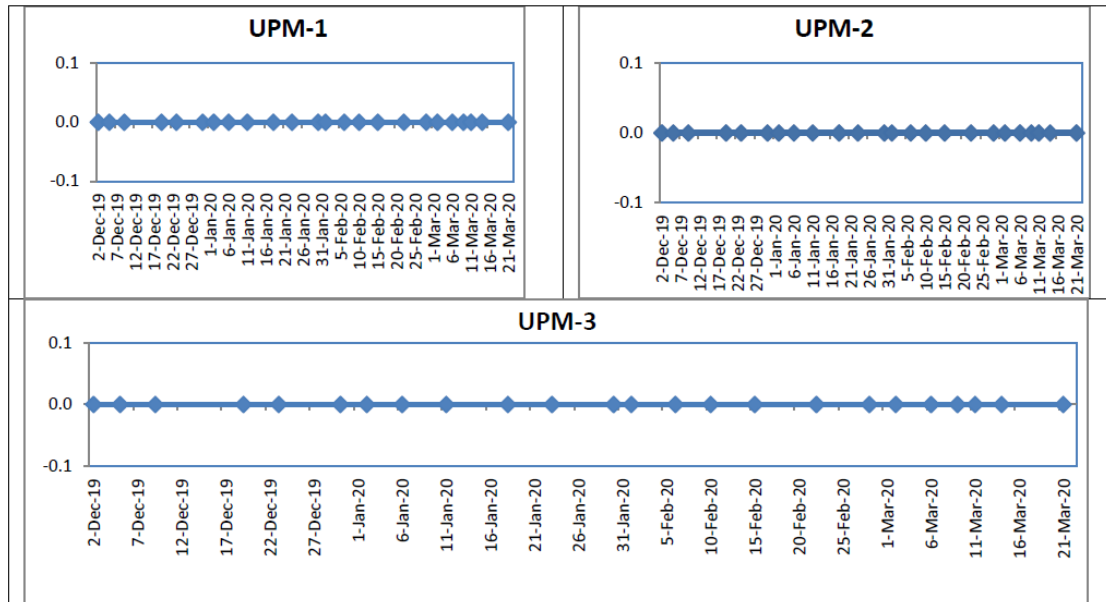 UPM-1
0.1
0.0
-0.1
2-Dec-19
7-Dec-19
12-Dec-19
17-Dec-19
22-Dec-19
27-Dec-19
1-Jan-20
6-Jan-20
11-Jan-20
16-Jan-20
21-Jan-20
26-Jan-20
31-Jan-20
5-Feb-20
10-Feb-20
15-Feb-20
20-Feb-20
25-Feb-20
1-Mar-20
6-Mar-20
11-Mar-20
16-Mar-20
21-Mar-20
UPM-2
0.1
0.0
-0.1
2-Dec-19
7-Dec-19
12-Dec-19
17-Dec-19
22-Dec-19
27-Dec-19
1-Jan-20
6-Jan-20
11-Jan-20
16-Jan-20
21-Jan-20
26-Jan-20
31-Jan-20
5-Feb-20
10-Feb-20
15-Feb-20
20-Feb-20
25-Feb-20
1-Mar-20
6-Mar-20
11-Mar-20
16-Mar-20
21-Mar-20
UPM-3
0.1
0.0
-0.1
2-Dec-19
7-Dec-19
12-Dec-19
17-Dec-19
22-Dec-19
27-Dec-19
1-Jan-20
6-Jan-20
11-Jan-20
16-Jan-20
21-Jan-20
26-Jan-20
31-Jan-20
5-Feb-20
10-Feb-20
15-Feb-20
20-Feb-20
25-Feb-20
1-Mar-20
6-Mar-20
11-Mar-20
16-Mar-20
21-Mar-20